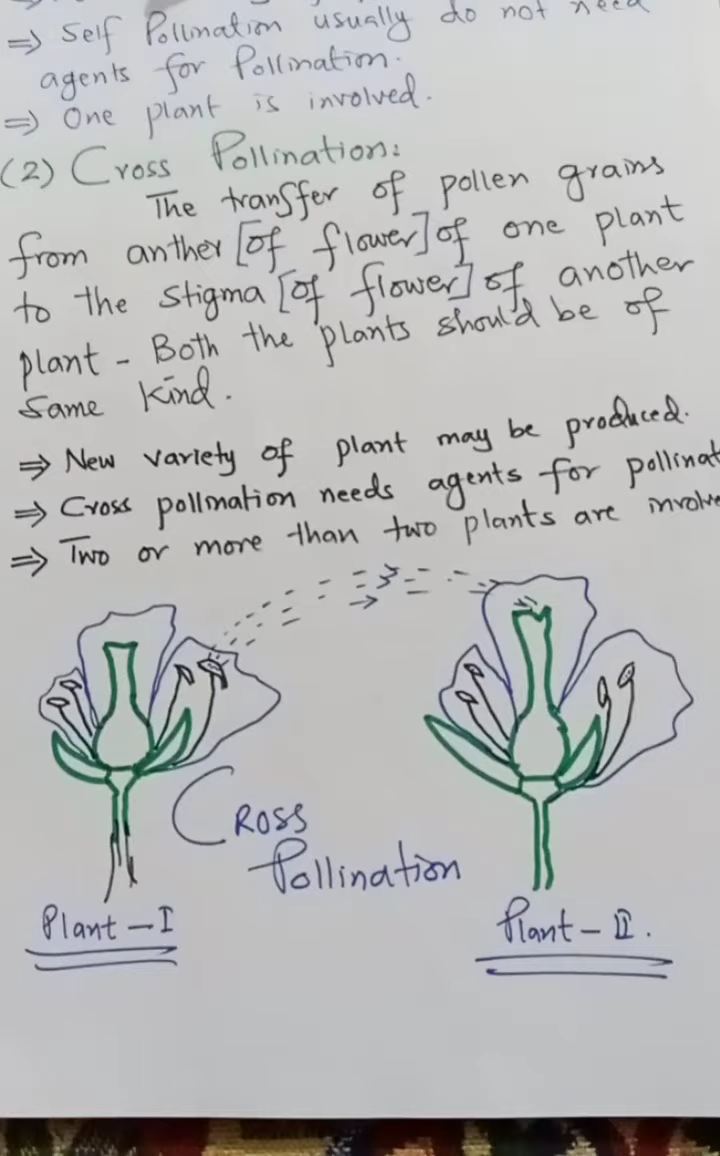 ⇒ Self Pollination usually do not need
agents for Pollination.
⇒ One plant is involved.
(2) Cross Pollination:
The transfer of pollen grains
from anther [of flower] of one plant
to the stigma [of flower] of another
plant - Both the plants should be of
same kind.
⇒ New variety of plant may be produced.
⇒ Cross pollination needs agents for pollinat
⇒ Two or more than two plants are involve
Cross
Pollination
Plant - I
Plant - II.